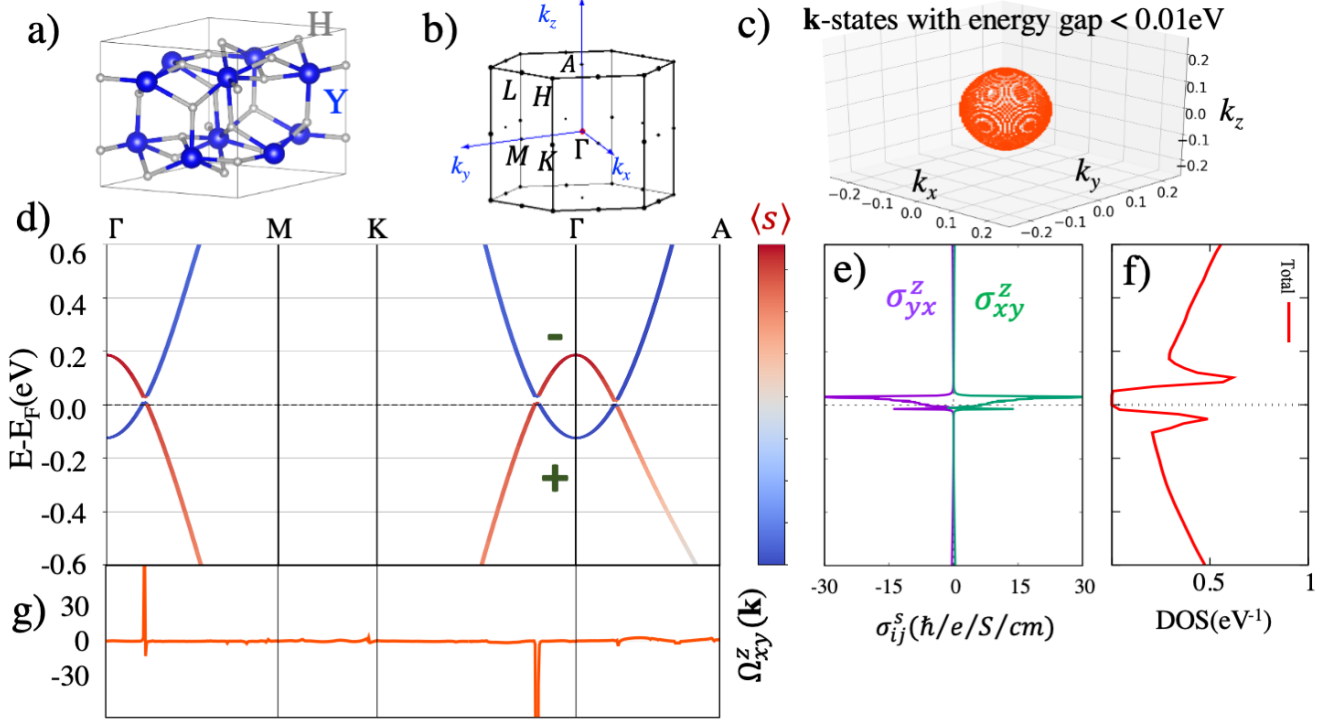 a)
H
Y
b)
k_z
A
L
H
M
K
Γ
k_y
k_x
c)
k-states with energy gap < 0.01eV
0.2
0.1
0.0
−0.1
−0.2
k_z
k_x
k_y
−0.2
−0.1
0.0
0.1
0.2
−0.2
−0.1
0.0
0.1
0.2
d)
Γ M K Γ A
⟨s⟩
0.6
0.4
0.2
0.0
-0.2
-0.4
-0.6
E-E_F(eV)
-
+
e)
σ^z_yx
σ^z_xy
-30 -15 0 15 30
σ^s_ij(ħ/e/S/cm)
f)
Total
0.5 1
DOS(eV⁻¹)
g)
30
0
-30
Ω^z_xy(k)